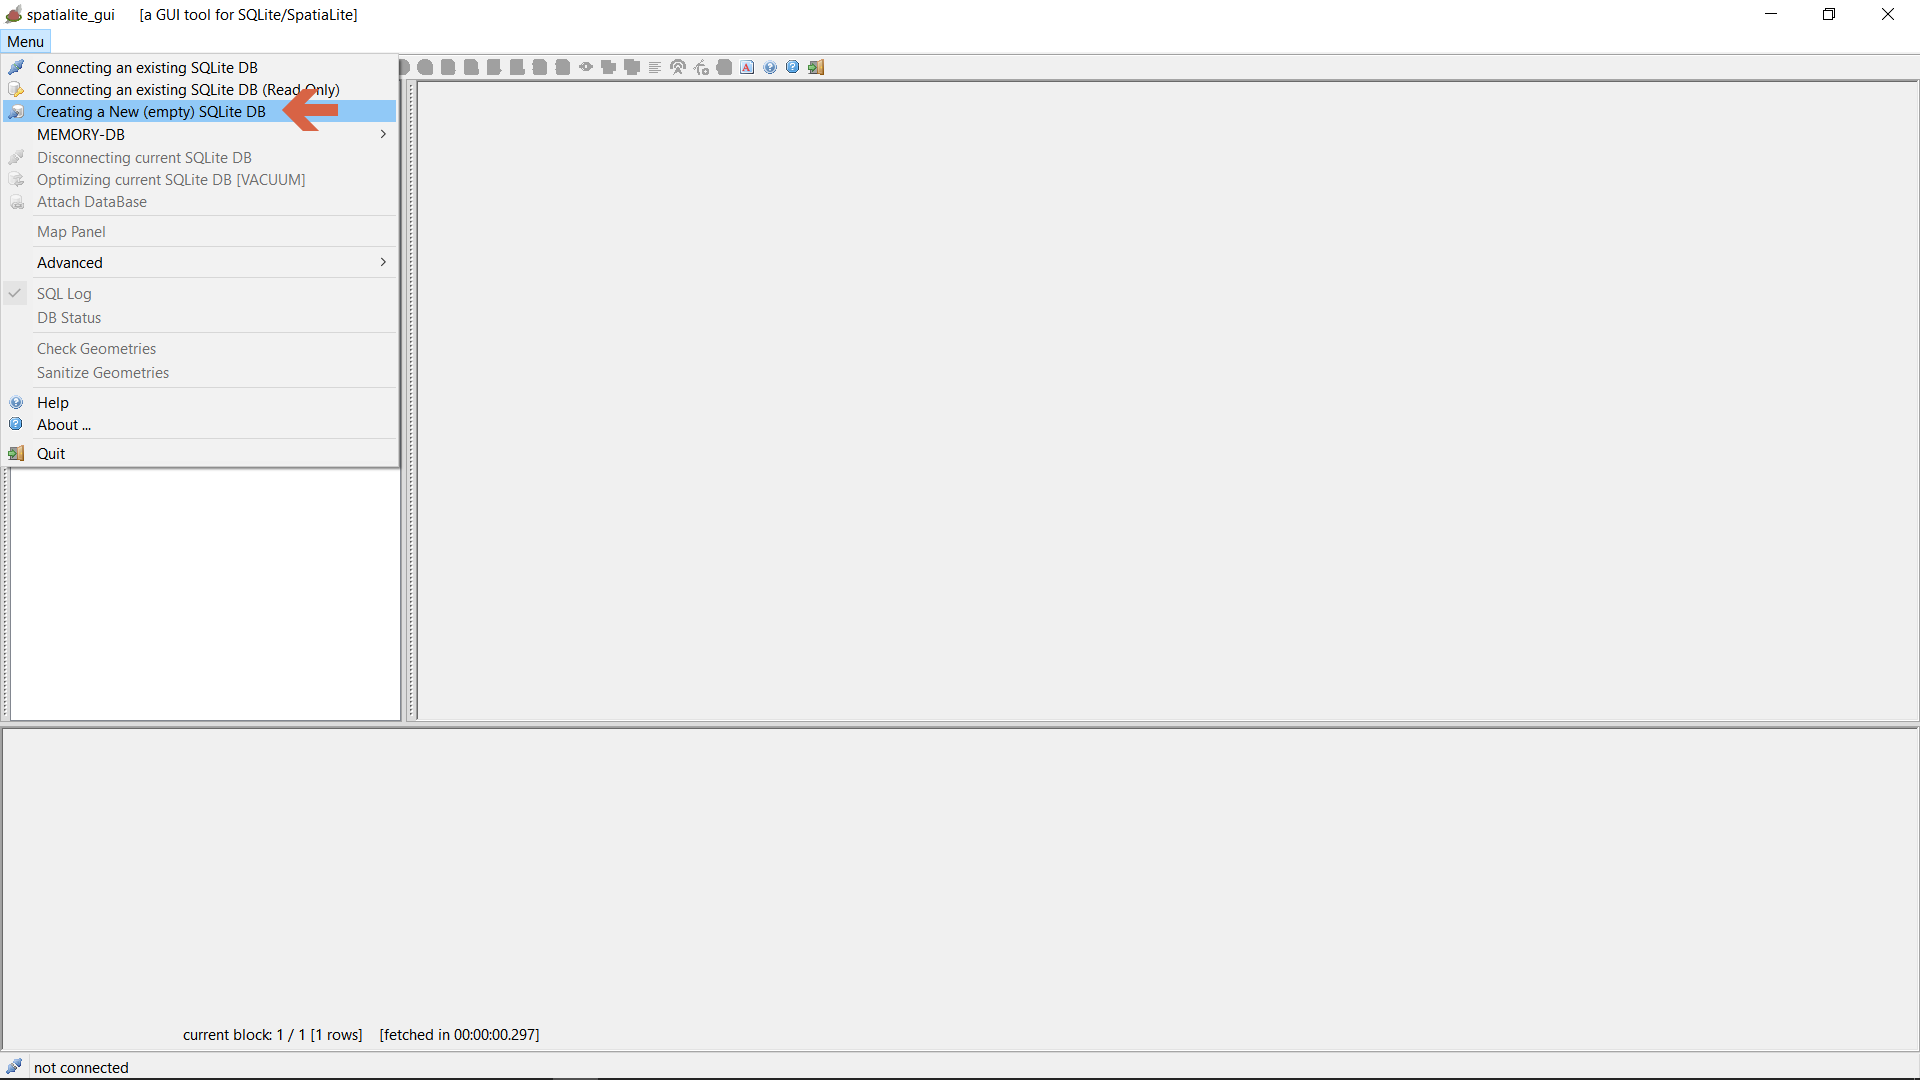 spatialite_gui [a GUI tool for SQLite/SpatiaLite]
Menu
Connecting an existing SQLite DB
Connecting an existing SQLite DB (Read-Only)
Creating a New (empty) SQLite DB
MEMORY-DB
Disconnecting current SQLite DB
Optimizing current SQLite DB [VACUUM]
Attach DataBase
Map Panel
Advanced
SQL Log
DB Status
Check Geometries
Sanitize Geometries
Help
About ...
Quit
current block: 1 / 1 [1 rows] [fetched in 00:00:00.297]
not connected